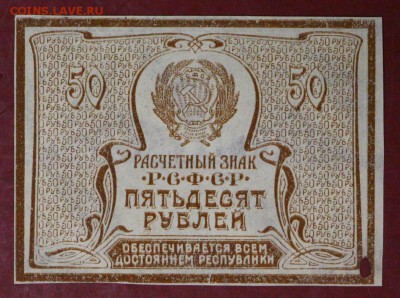 COINS.LAVE.RU
50 50
РАСЧЕТНЫЙ ЗНАК
Р•С•Ф•С•Р
ПЯТЬДЕСЯТ
РУБЛЕЙ
ОБЕСПЕЧИВАЕТСЯ ВСЕМ
ДОСТОЯНИЕМ РЕСПУБЛИКИ